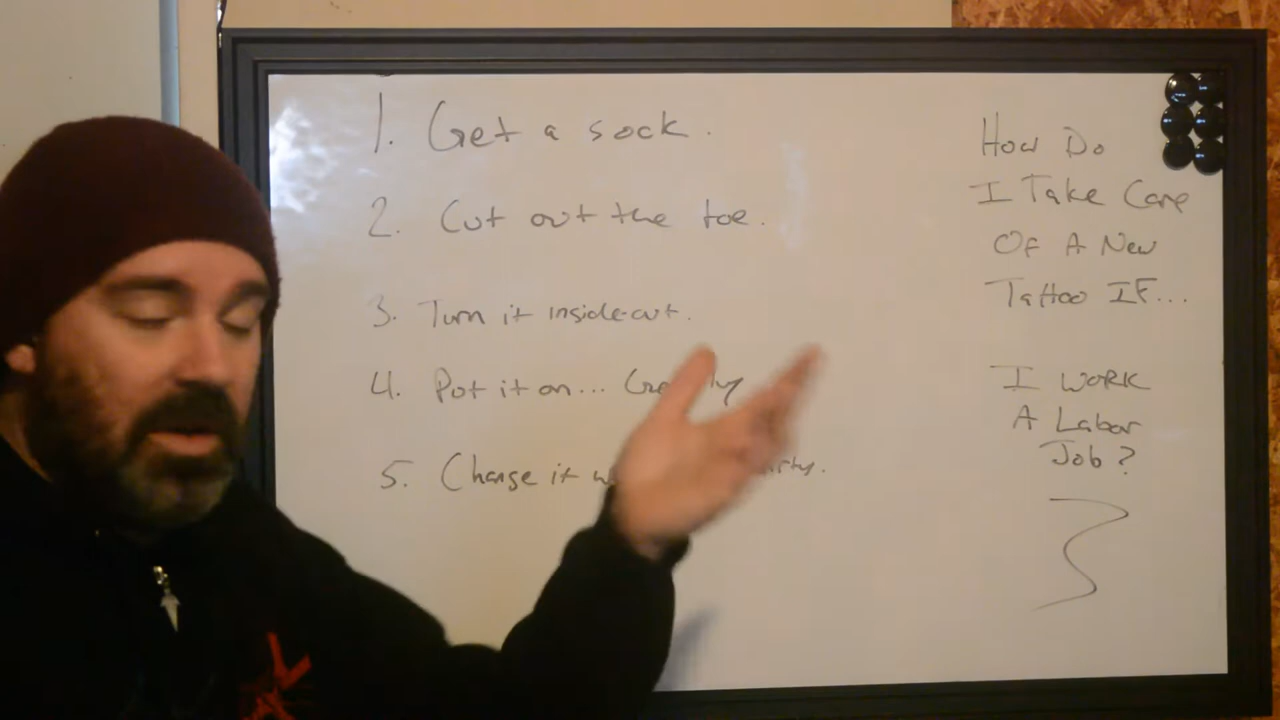 1. Get a sock.
2. Cut out the toe.
3. Turn it inside-out.
4. Put it on...
5. Change it
How Do
I Take Care
OF A New
Tattoo IF...
I WORK
A Labor
Job?